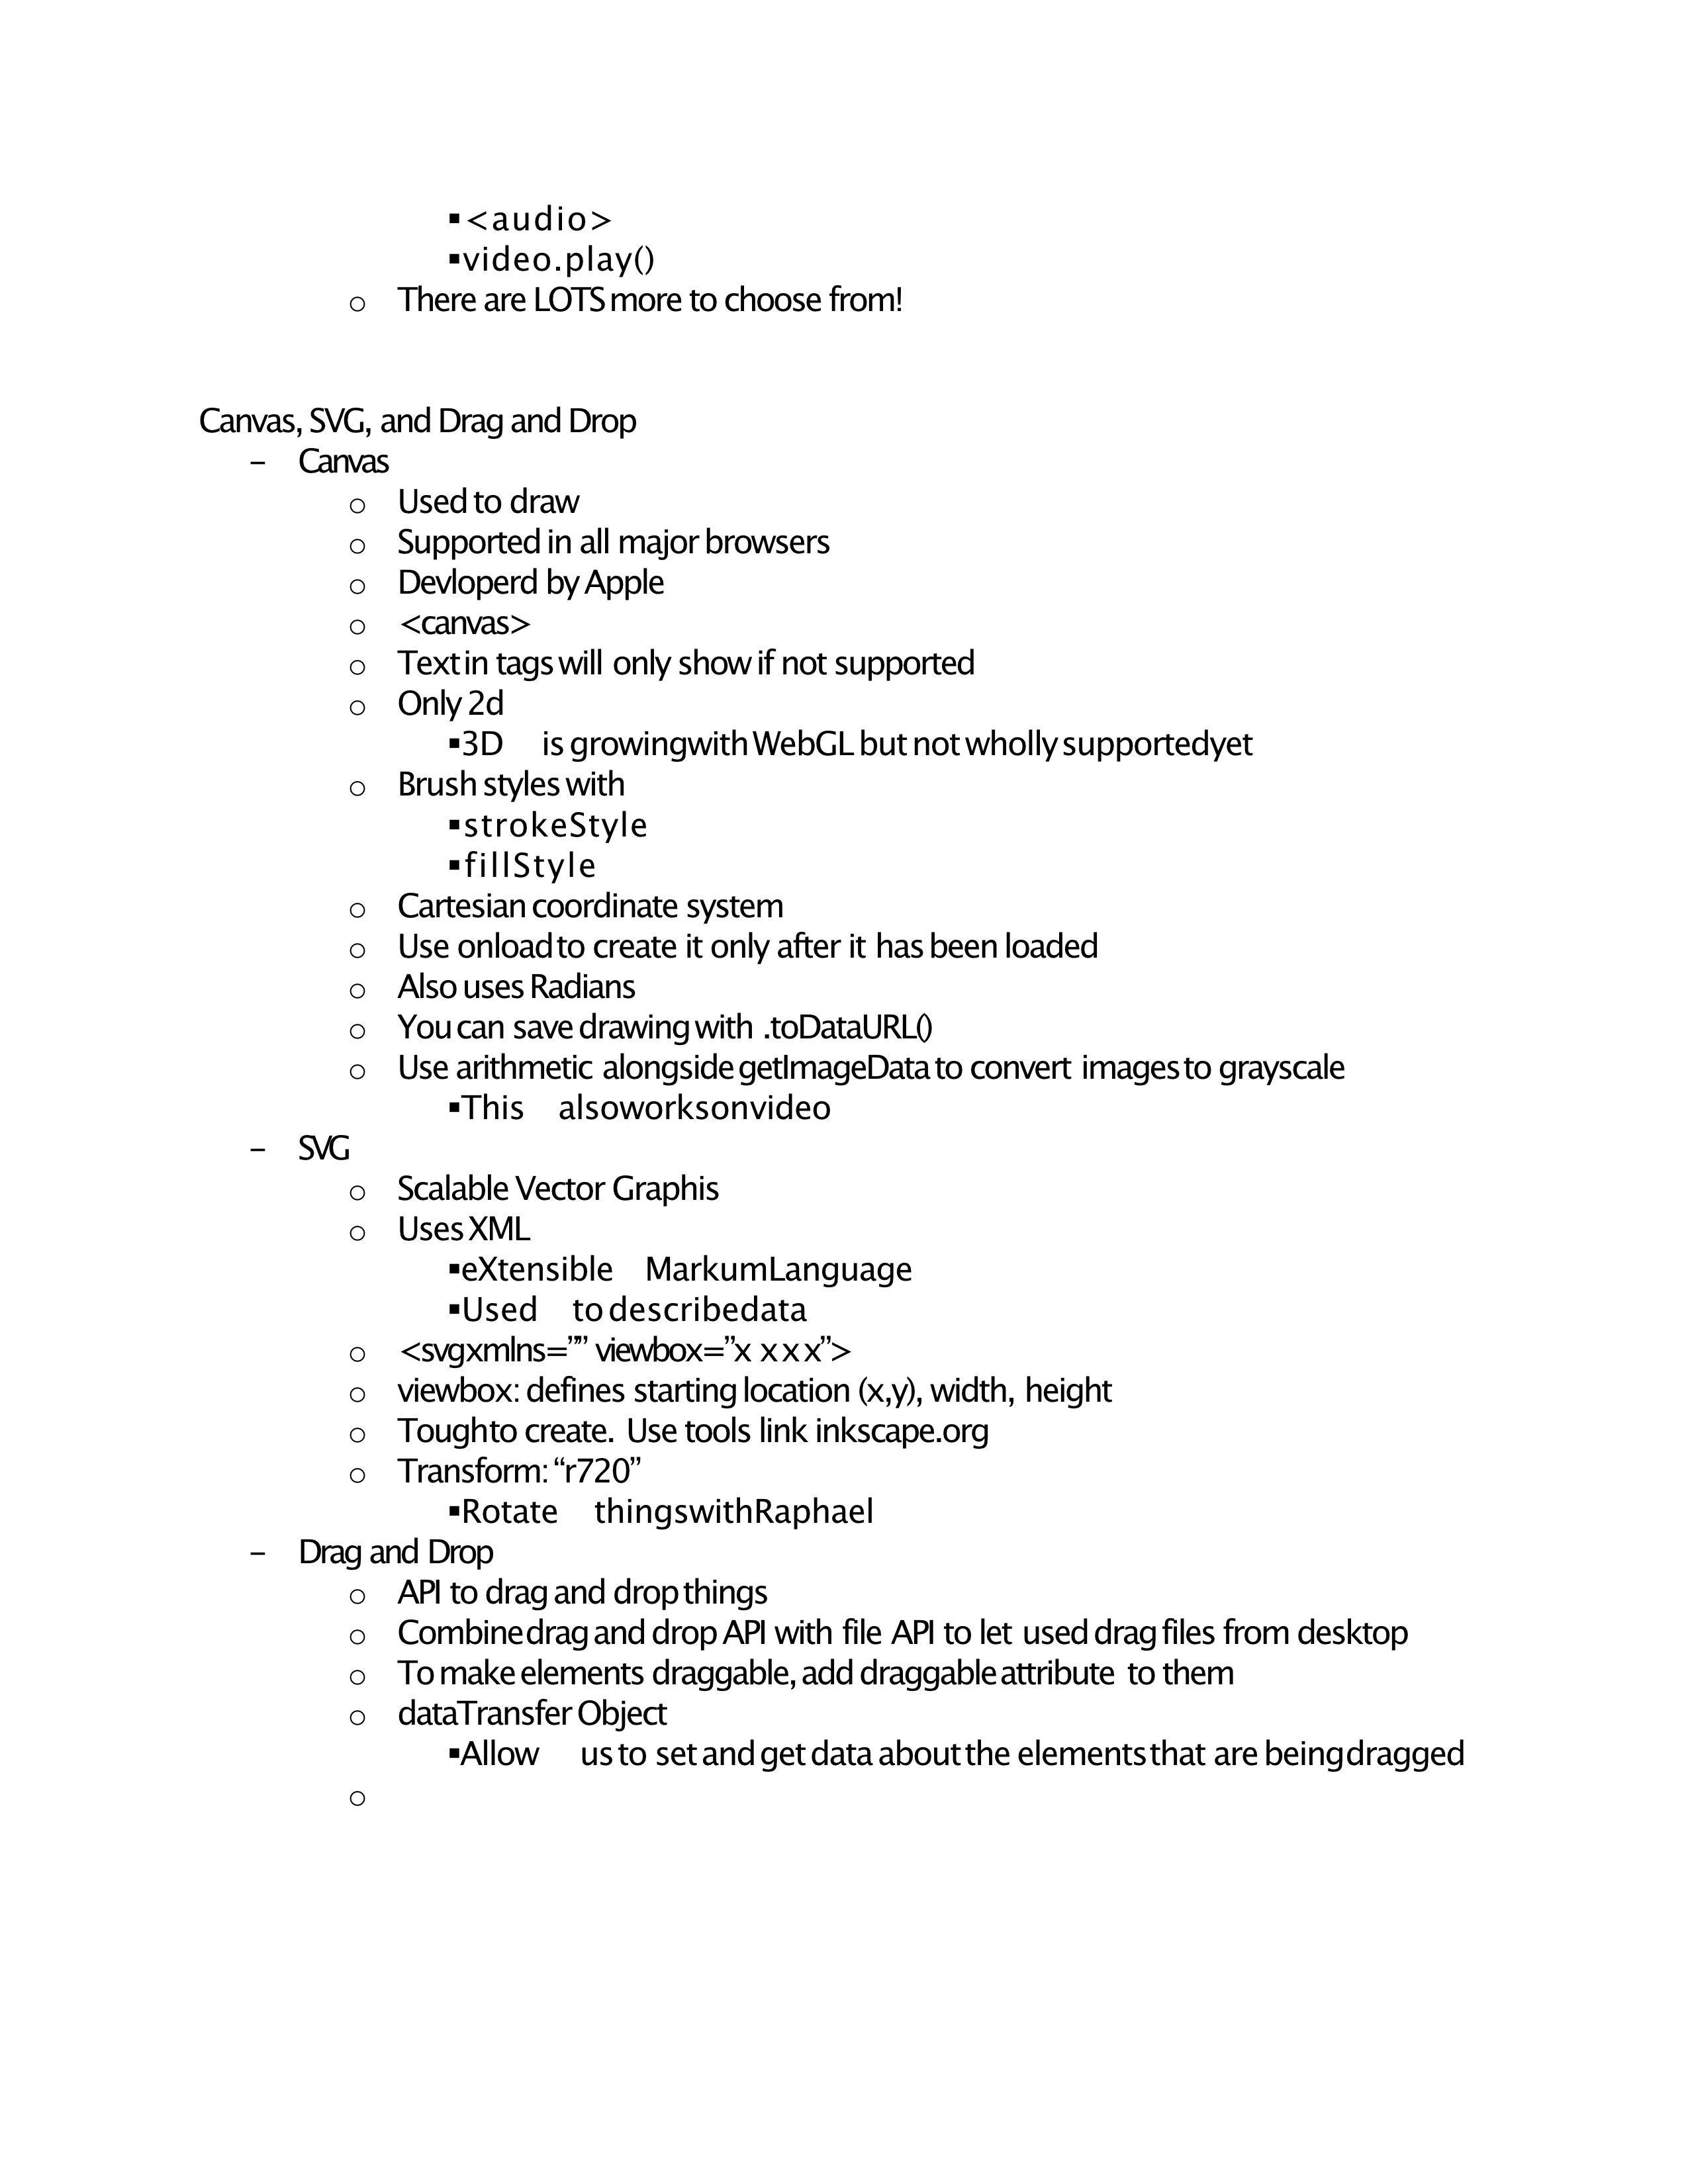 ▪<audio>
▪video.play()
o There are LOTS more to choose from!
Canvas, SVG, and Drag and Drop
– Canvas
o Used to draw
o Supported in all major browsers
o Devloperd by Apple
o <canvas>
o Text in tags will only show if not supported
o Only 2d
▪3D is growing with WebGL but not wholly supported yet
o Brush styles with
▪strokeStyle
▪fillStyle
o Cartesian coordinate system
o Use onload to create it only after it has been loaded
o Also uses Radians
o You can save drawing with .toDataURL()
o Use arithmetic alongside getImageData to convert images to grayscale
▪This also works on video
– SVG
o Scalable Vector Graphis
o Uses XML
▪eXtensible Markum Language
▪Used to describe data
o <svg xmlns=”” viewbox=”x x x x”>
o viewbox: defines starting location (x,y), width, height
o Tough to create. Use tools link inkscape.org
o Transform: “r720”
▪Rotate things with Raphael
– Drag and Drop
o API to drag and drop things
o Combine drag and drop API with file API to let used drag files from desktop
o To make elements draggable, add draggable attribute to them
o dataTransfer Object
▪Allow us to set and get data about the elements that are being dragged
o